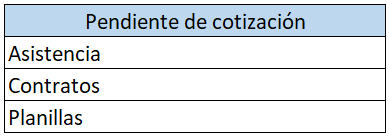 Pendiente de cotización
Asistencia
Contratos
Planillas